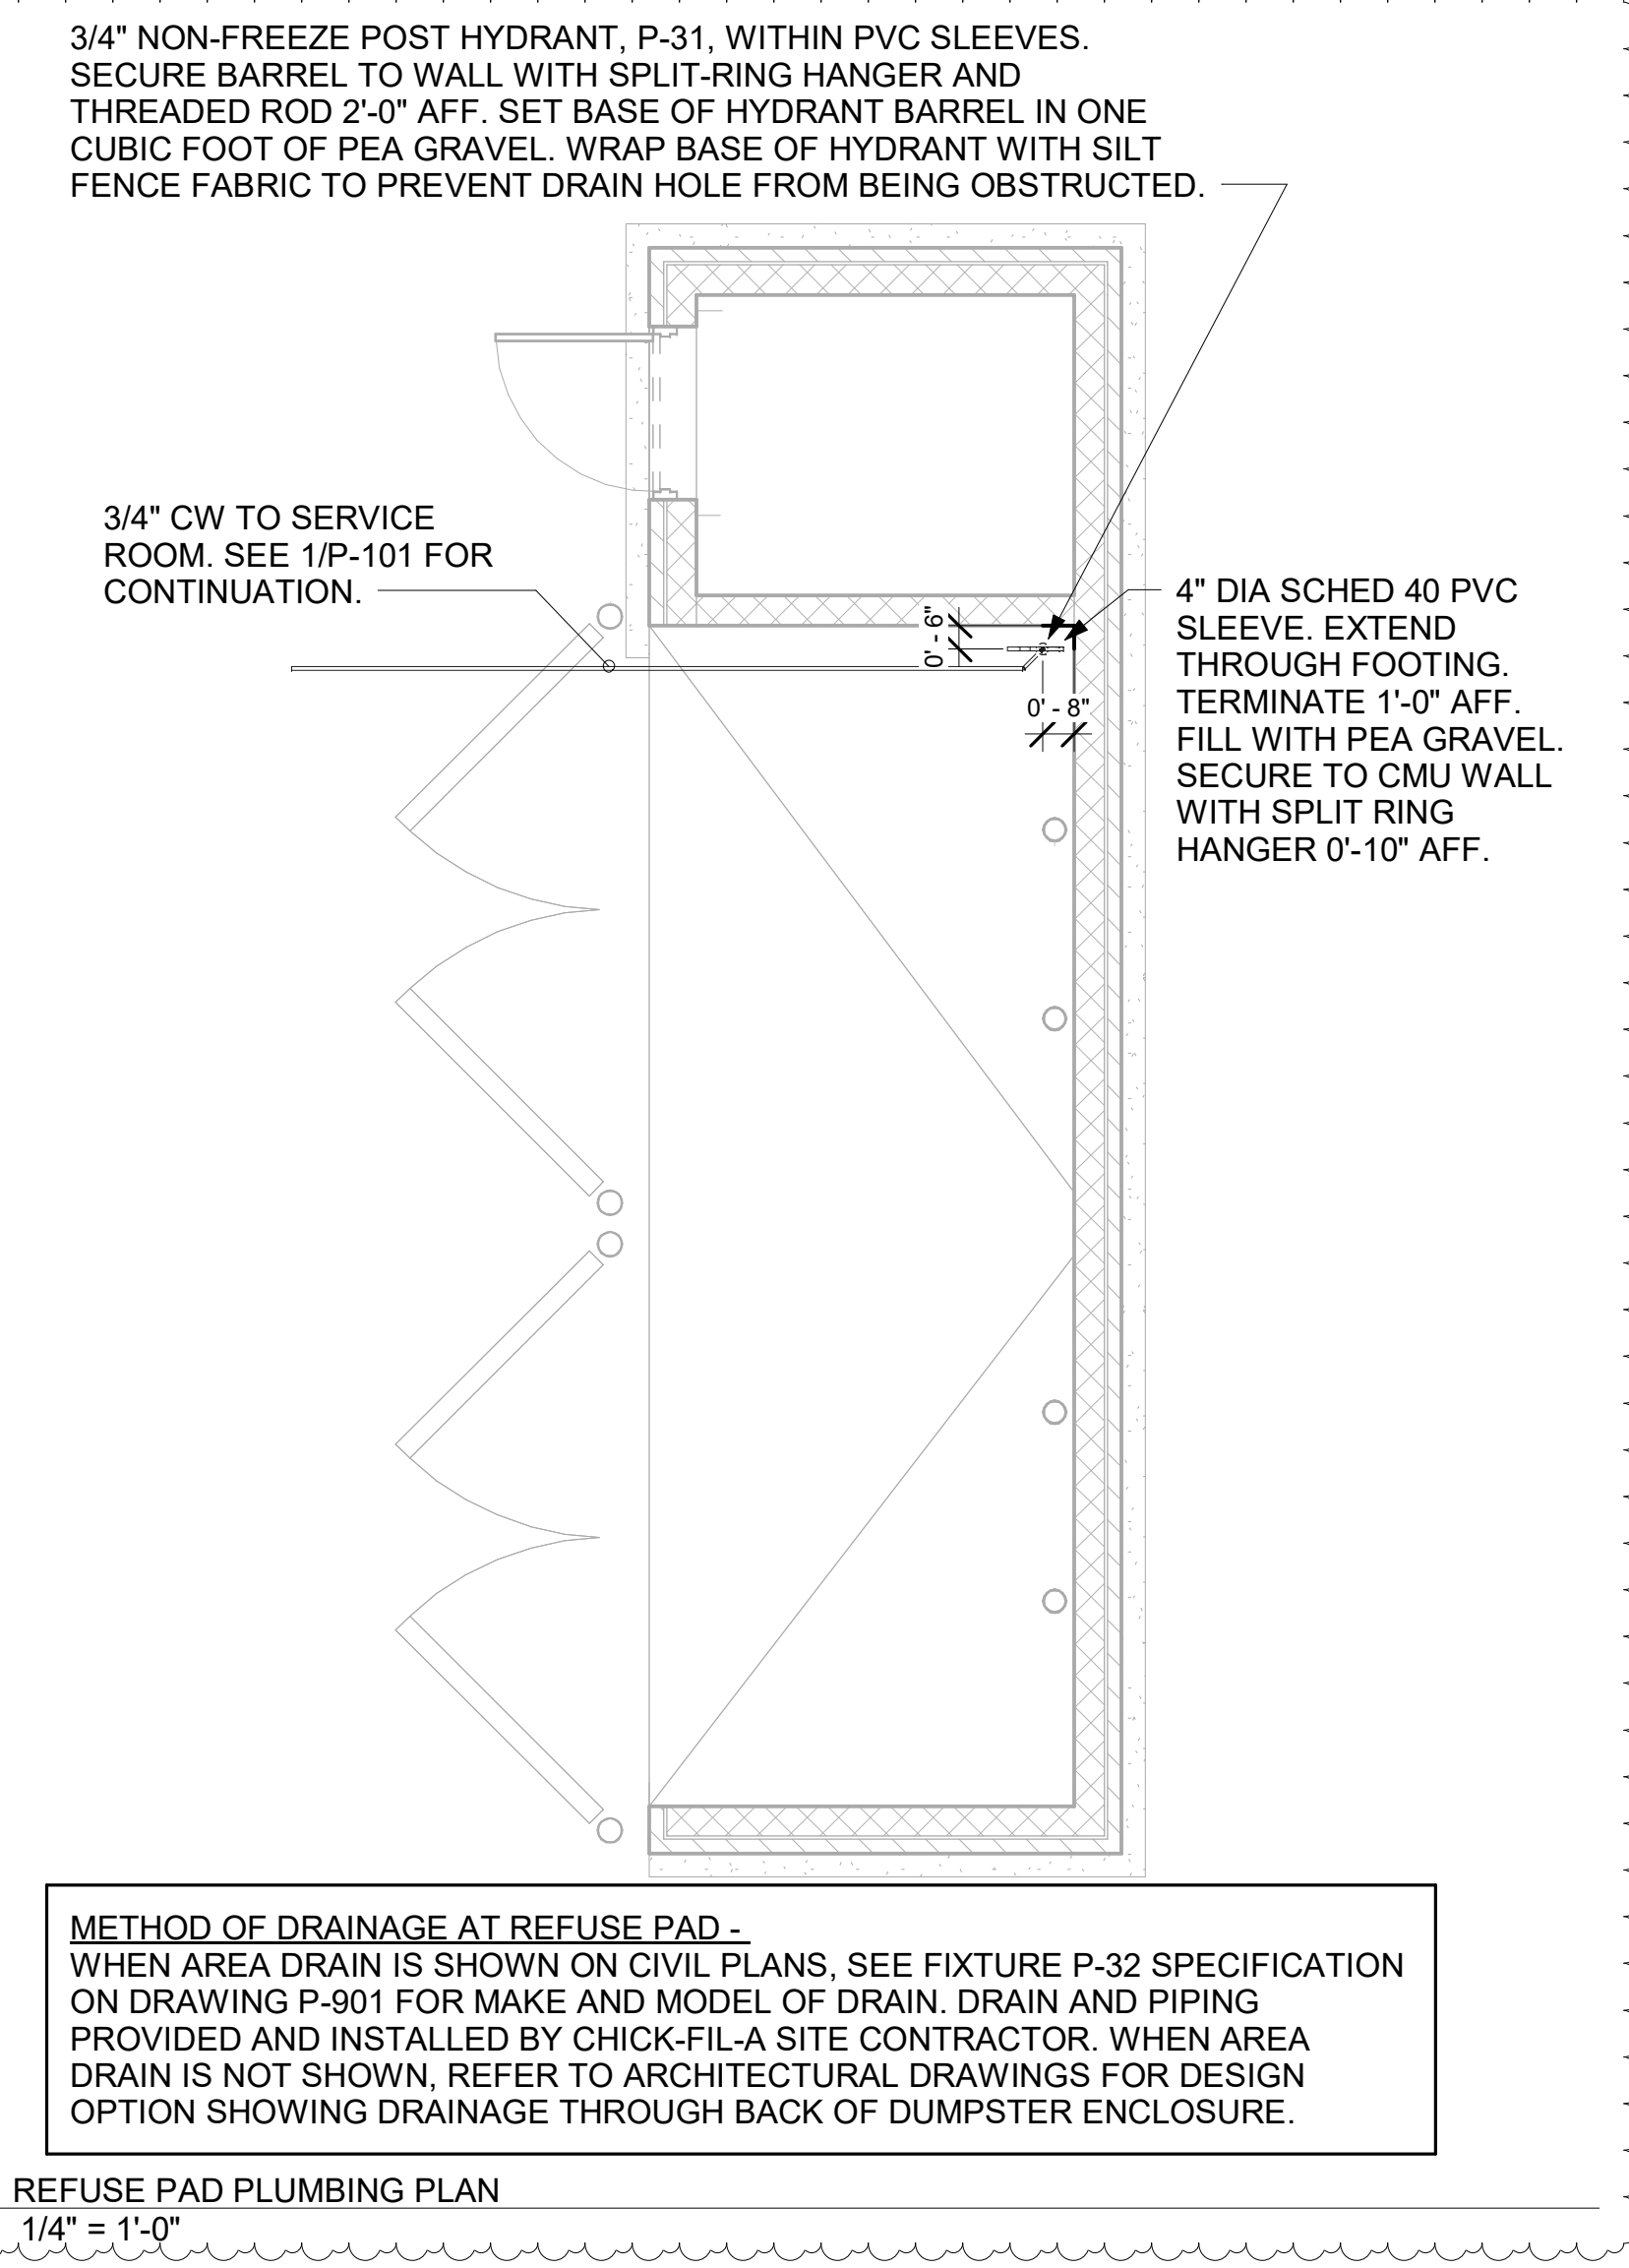 3/4" NON-FREEZE POST HYDRANT, P-31, WITHIN PVC SLEEVES.
SECURE BARREL TO WALL WITH SPLIT-RING HANGER AND
THREADED ROD 2'-0" AFF. SET BASE OF HYDRANT BARREL IN ONE
CUBIC FOOT OF PEA GRAVEL. WRAP BASE OF HYDRANT WITH SILT
FENCE FABRIC TO PREVENT DRAIN HOLE FROM BEING OBSTRUCTED.
3/4" CW TO SERVICE
ROOM. SEE 1/P-101 FOR
CONTINUATION.
0' - 6"
0' - 8"
4" DIA SCHED 40 PVC
SLEEVE. EXTEND
THROUGH FOOTING.
TERMINATE 1'-0" AFF.
FILL WITH PEA GRAVEL.
SECURE TO CMU WALL
WITH SPLIT RING
HANGER 0'-10" AFF.
METHOD OF DRAINAGE AT REFUSE PAD -
WHEN AREA DRAIN IS SHOWN ON CIVIL PLANS, SEE FIXTURE P-32 SPECIFICATION
ON DRAWING P-901 FOR MAKE AND MODEL OF DRAIN. DRAIN AND PIPING
PROVIDED AND INSTALLED BY CHICK-FIL-A SITE CONTRACTOR. WHEN AREA
DRAIN IS NOT SHOWN, REFER TO ARCHITECTURAL DRAWINGS FOR DESIGN
OPTION SHOWING DRAINAGE THROUGH BACK OF DUMPSTER ENCLOSURE.
REFUSE PAD PLUMBING PLAN
1/4" = 1'-0"